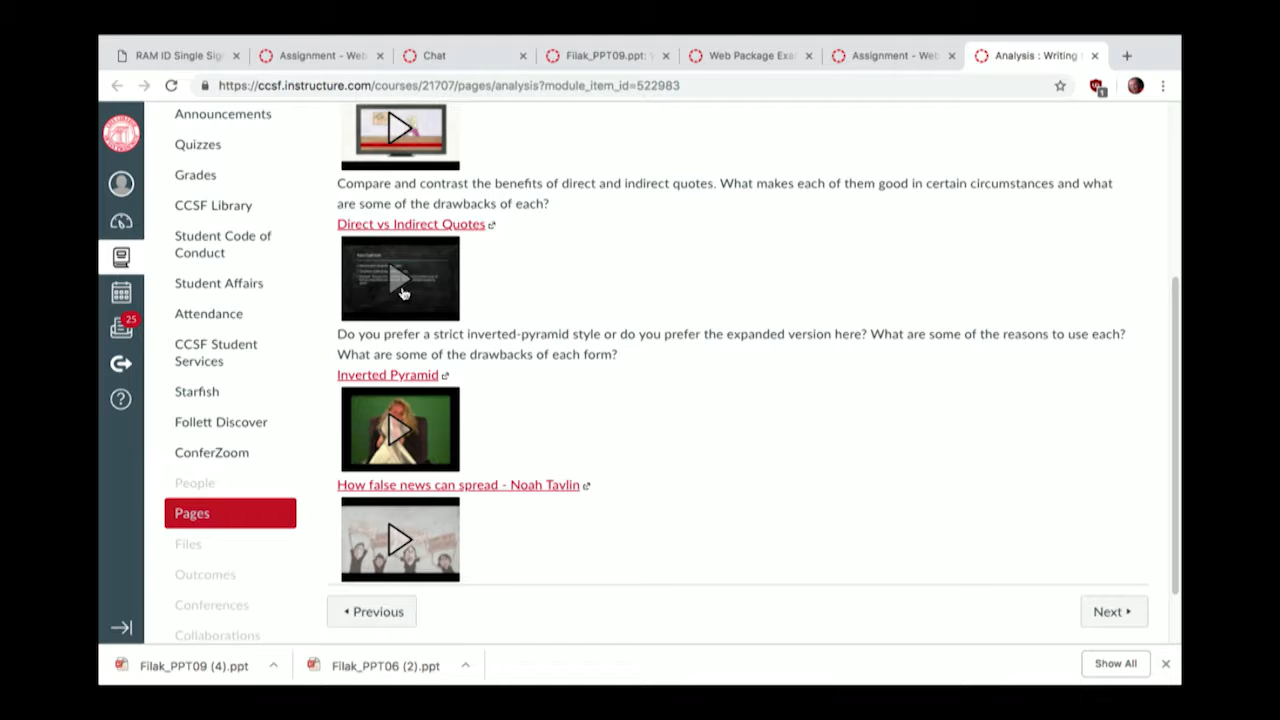 RAM ID Single Sig
Assignment - Web
Chat
Filak_PPT09.ppt:
Web Package Exa
Assignment - Web
Analysis : Writing
https://ccsf.instructure.com/courses/21707/pages/analysis?module_item_id=522983
1
Announcements
Quizzes
Grades
CCSF Library
Student Code of
Conduct
Student Affairs
Attendance
CCSF Student
Services
Starfish
Follett Discover
ConferZoom
People
Pages
Files
Outcomes
Conferences
Collaborations
25
Compare and contrast the benefits of direct and indirect quotes. What makes each of them good in certain circumstances and what
are some of the drawbacks of each?
Direct vs Indirect Quotes
Do you prefer a strict inverted-pyramid style or do you prefer the expanded version here? What are some of the reasons to use each?
What are some of the drawbacks of each form?
Inverted Pyramid
How false news can spread - Noah Tavlin
Previous
Next
Filak_PPT09 (4).ppt
Filak_PPT06 (2).ppt
Show All